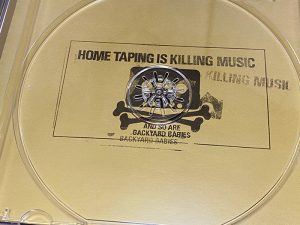 HOME TAPING IS KILLING MUSIC
KILLING MUSIC
AND SO ARE
BACKYARD BABIES
BACKYARD BABIES